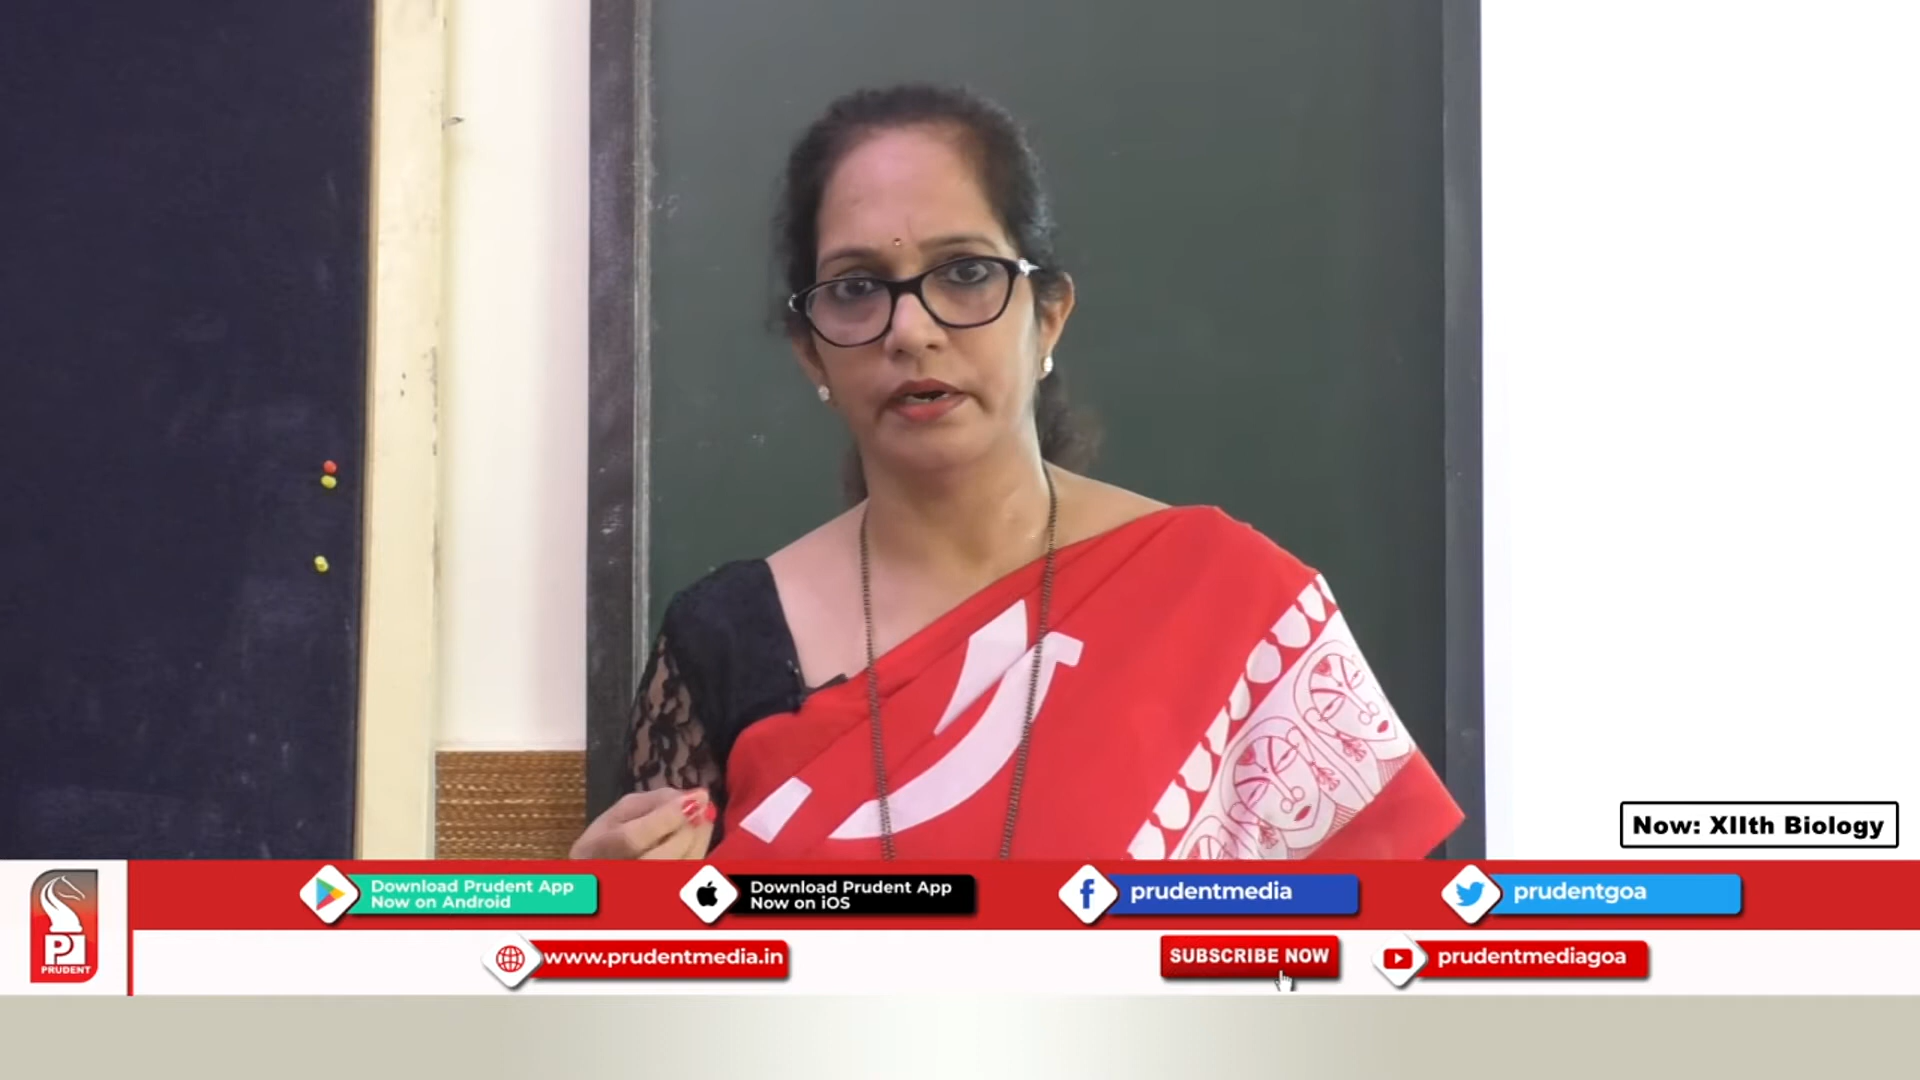 Now: XIIth Biology
Download Prudent App
Now on Android
Download Prudent App
Now on iOS
prudentmedia
prudentgoa
PRUDENT
www.prudentmedia.in
SUBSCRIBE NOW
prudentmediagoa